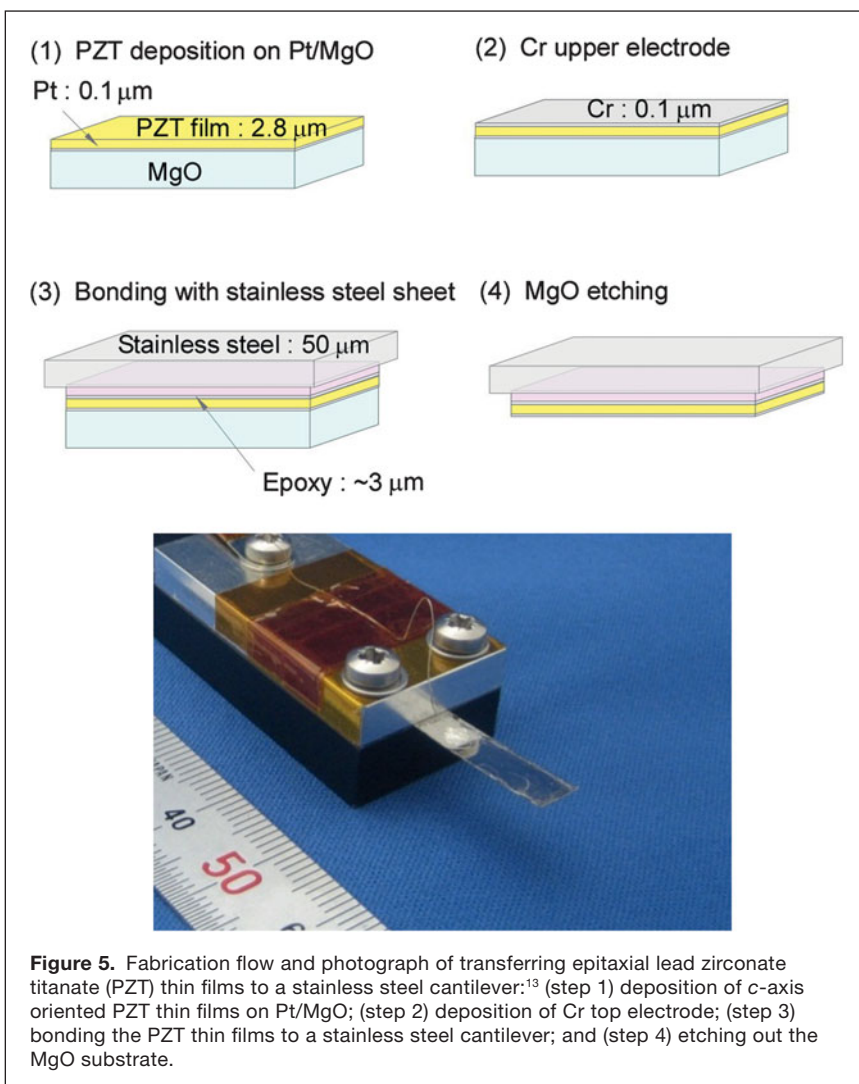 (1) PZT deposition on Pt/MgO
Pt : 0.1 μm
PZT film : 2.8 μm
MgO
(2) Cr upper electrode
Cr : 0.1 μm
(3) Bonding with stainless steel sheet
Stainless steel : 50 μm
Epoxy : ~3 μm
(4) MgO etching
JAPAN
40
50
6
Figure 5. Fabrication flow and photograph of transferring epitaxial lead zirconate
titanate (PZT) thin films to a stainless steel cantilever:¹³ (step 1) deposition of c-axis
oriented PZT thin films on Pt/MgO; (step 2) deposition of Cr top electrode; (step 3)
bonding the PZT thin films to a stainless steel cantilever; and (step 4) etching out the
MgO substrate.